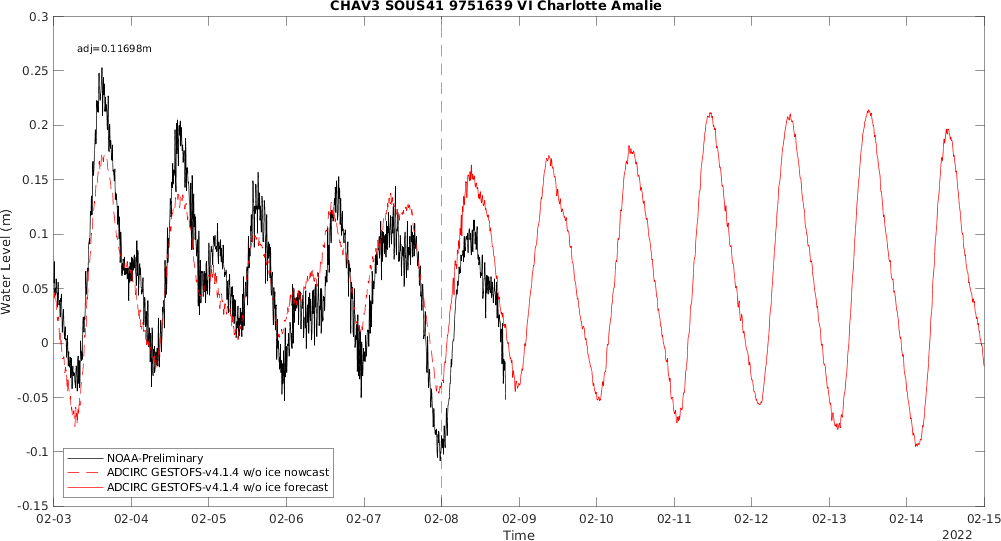 CHAV3 SOUS41 9751639 VI Charlotte Amalie
adj=0.11698m
0.3
0.25
0.2
0.15
0.1
0.05
0
-0.05
-0.1
-0.15
Water Level (m)
NOAA-Preliminary
ADCIRC GESTOFS-v4.1.4 w/o ice nowcast
ADCIRC GESTOFS-v4.1.4 w/o ice forecast
02-03 02-04 02-05 02-06 02-07 02-08 02-09 02-10 02-11 02-12 02-13 02-14 02-15
Time
2022